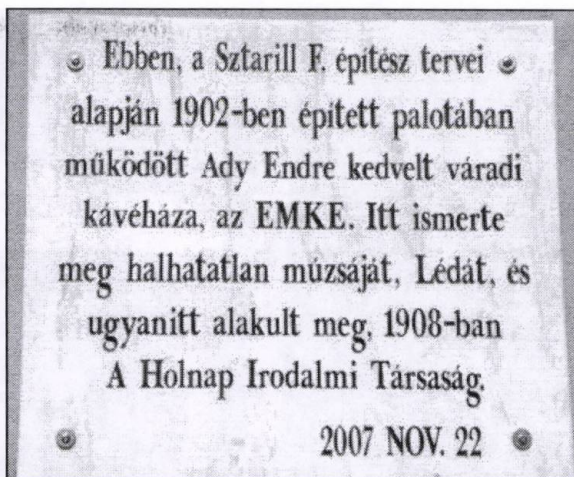 Ebben, a Sztarill F. építész tervei
alapján 1902-ben épített palotában
működött Ady Endre kedvelt váradi
kávéháza, az EMKE. Itt ismerte
meg halhatatlan múzsáját, Lédát, és
ugyanitt alakult meg, 1908-ban
A Holnap Irodalmi Társaság.
2007 NOV. 22